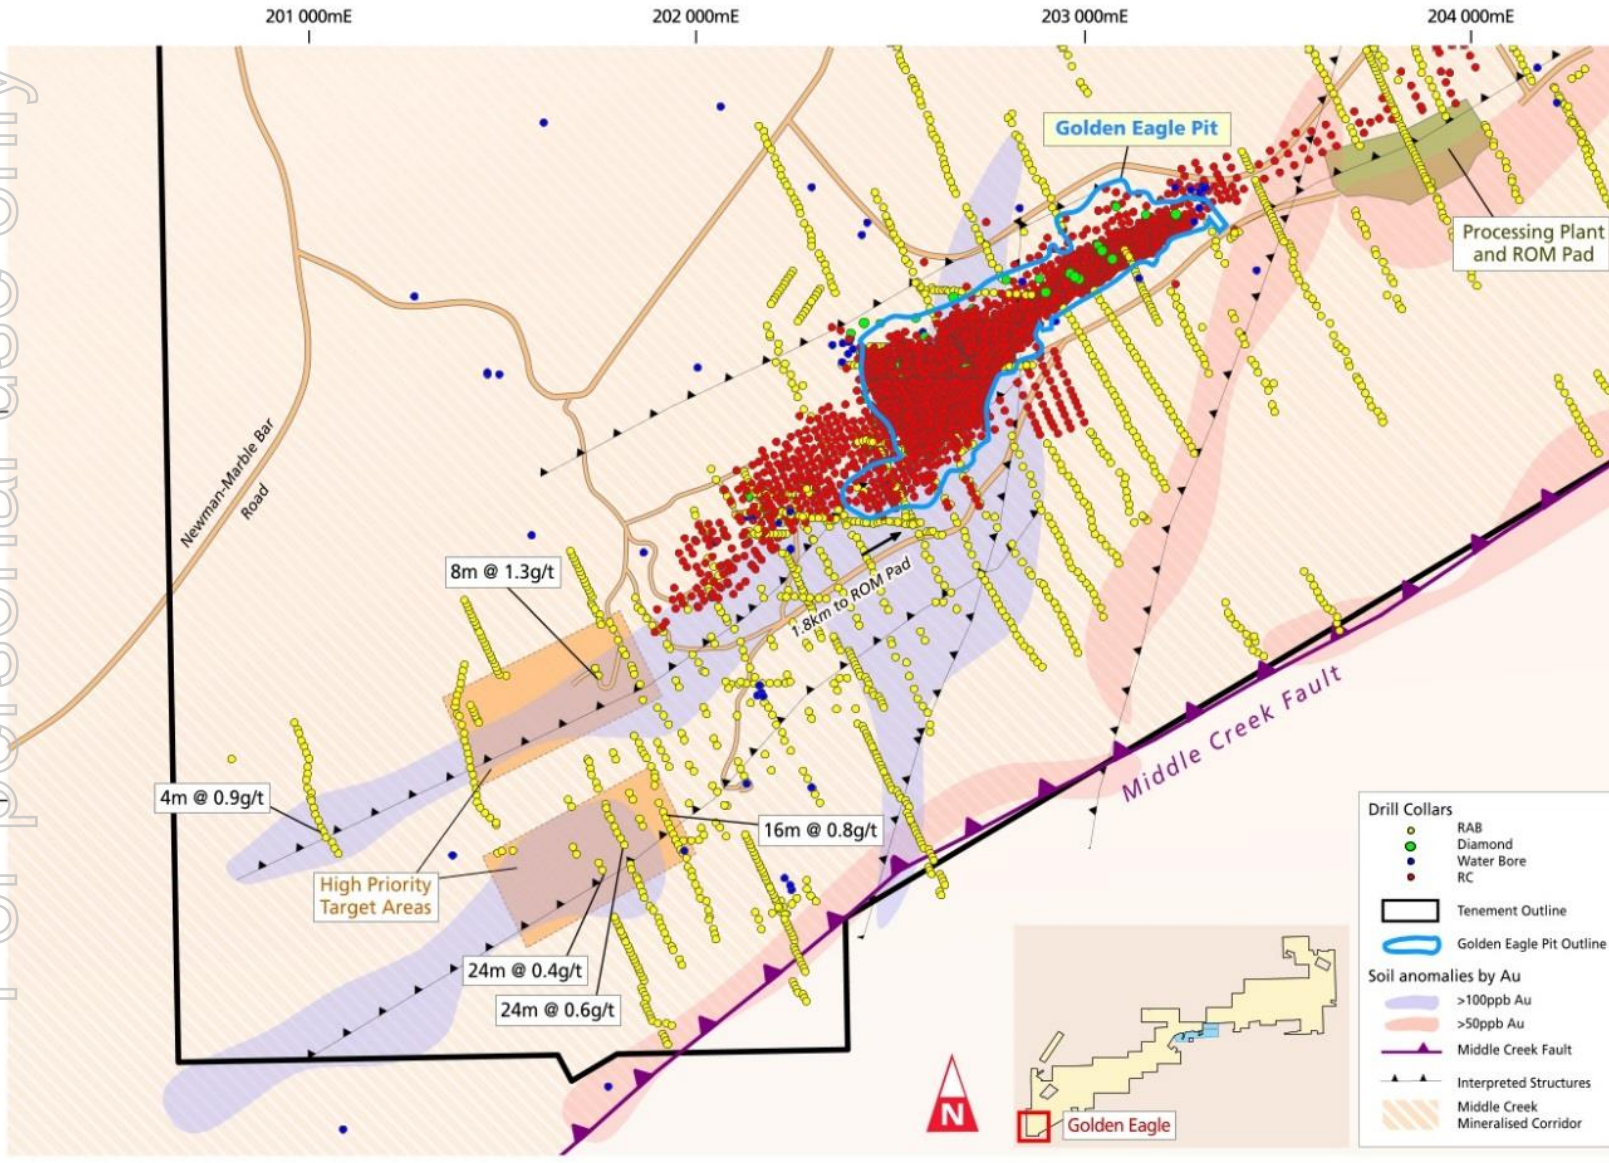 201 000mE
202 000mE
203 000mE
204 000mE
For personal use only
Golden Eagle Pit
Processing Plant
and ROM Pad
Newman-Marble Bar
Road
8m @ 1.3g/t
1.8km to ROM Pad
Middle Creek Fault
4m @ 0.9g/t
16m @ 0.8g/t
High Priority
Target Areas
24m @ 0.4g/t
24m @ 0.6g/t
Drill Collars
RAB
Diamond
Water Bore
RC
Tenement Outline
Golden Eagle Pit Outline
Soil anomalies by Au
>100ppb Au
>50ppb Au
Middle Creek Fault
Interpreted Structures
Middle Creek
Mineralised Corridor
N
Golden Eagle